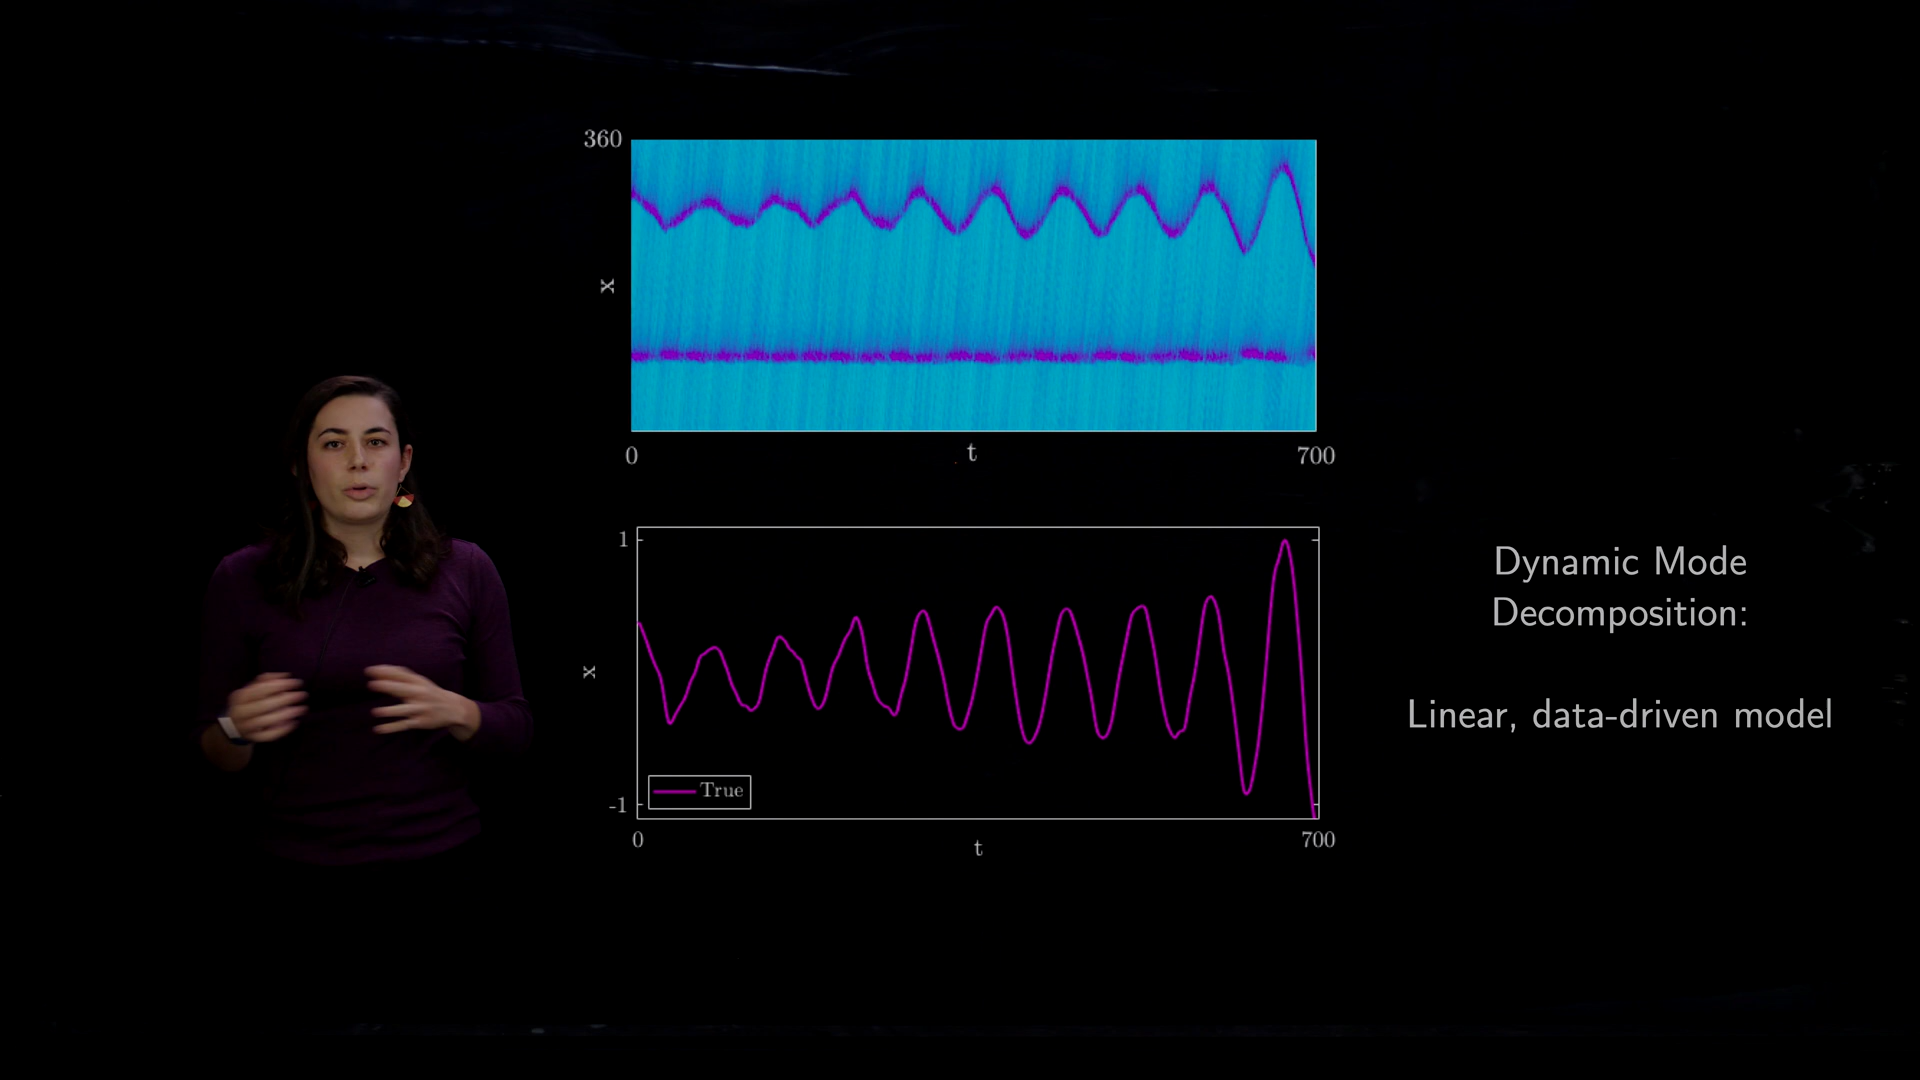 360
x
0
t
700
1
x
-1
True
0
t
700
Dynamic Mode
Decomposition:
Linear, data-driven model